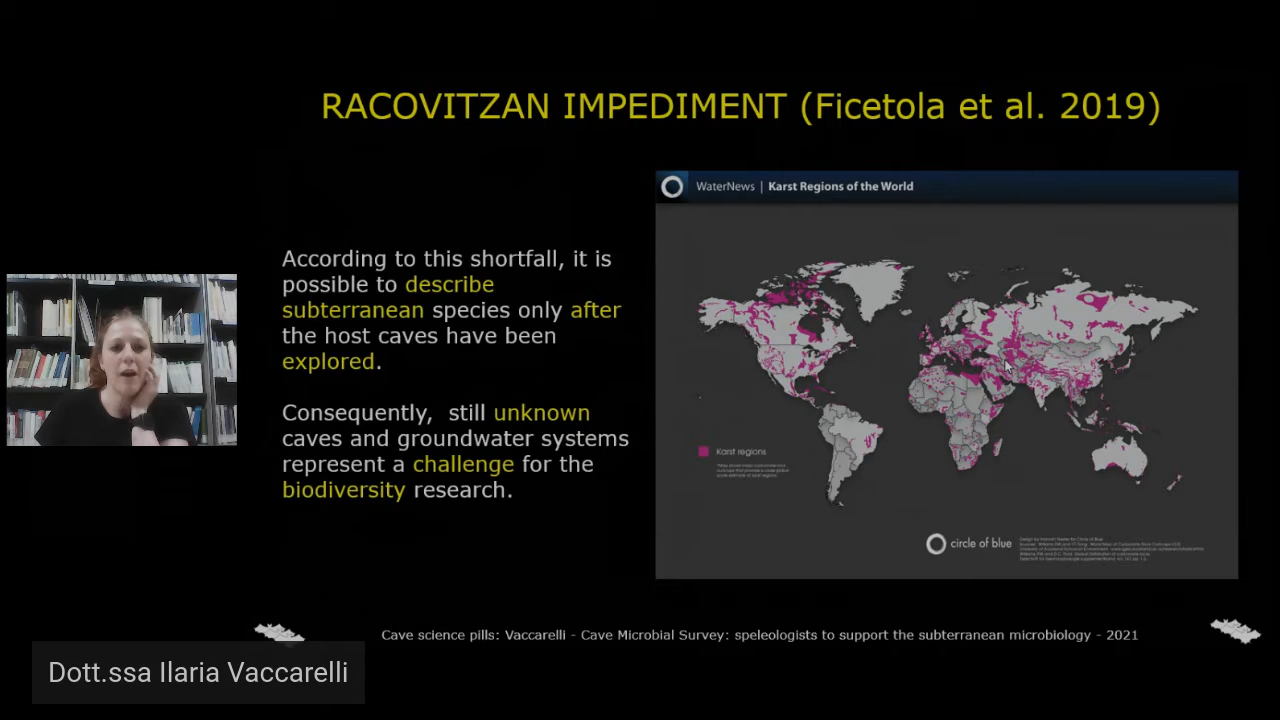 RACOVITZAN IMPEDIMENT (Ficetola et al. 2019)
According to this shortfall, it is
possible to describe
subterranean species only after
the host caves have been
explored.
Consequently, still unknown
caves and groundwater systems
represent a challenge for the
biodiversity research.
WaterNews | Karst Regions of the World
Karst regions
circle of blue
Cave science pills: Vaccarelli - Cave Microbial Survey: speleologists to support the subterranean microbiology - 2021
Dott.ssa Ilaria Vaccarelli